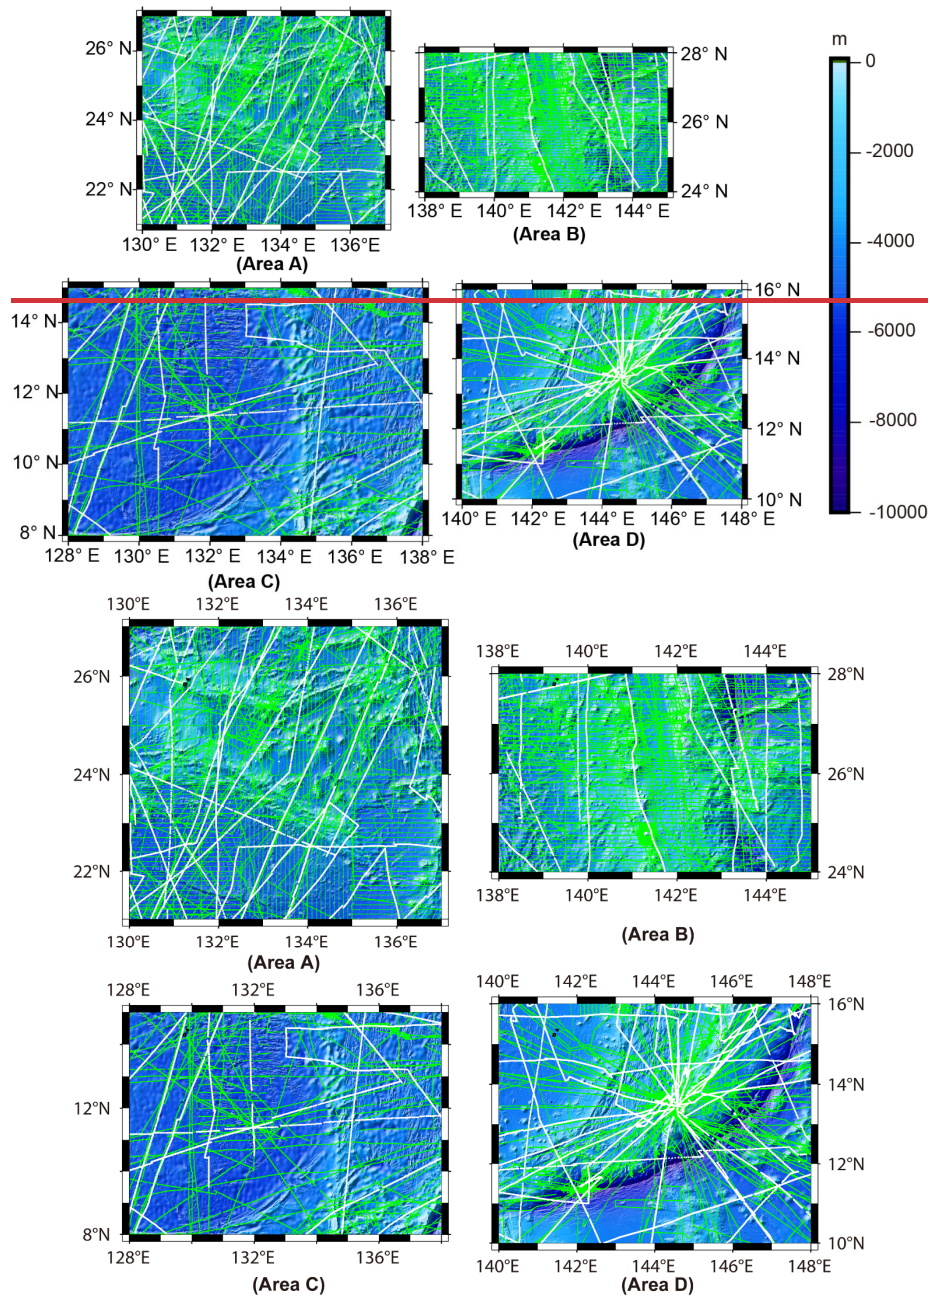 m
0
-2000
-4000
-6000
-8000
-10000
26° N
24° N
22° N
130° E
132° E
134° E
136°E
(Area A)
28° N
26° N
24° N
138° E
140° E
142° E
144° E
(Area B)
14° N
12° N
10° N
8° N
128° E
130° E
132° E
134° E
136° E
138° E
(Area C)
16° N
14° N
12° N
10° N
140° E
142° E
144° E
146° E
148° E
(Area D)
130°E 132°E 134°E 136°E
26°N
24°N
22°N
130°E 132°E 134°E 136°E
(Area A)
138°E 140°E 142°E 144°E
28°N
26°N
24°N
138°E 140°E 142°E 144°E
(Area B)
128°E 132°E 136°E
12°N
8°N
128°E 132°E 136°E
(Area C)
140°E 142°E 144°E 146°E 148°E
16°N
14°N
12°N
10°N
140°E 142°E 144°E 146°E 148°E
(Area D)